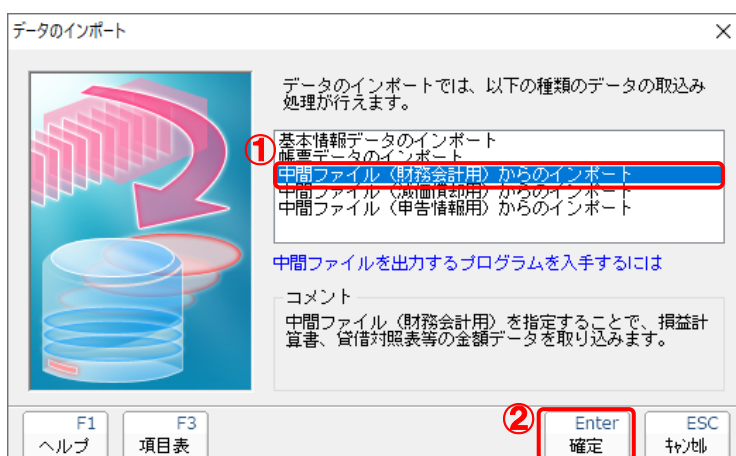 データのインポート
データのインポートでは、以下の種類のデータの取込み
処理が行えます。
①
基本情報データのインポート
帳票データのインポート
中間ファイル（財務会計用）からのインポート
中間ファイル（減価償却用）からのインポート
中間ファイル（申告情報用）からのインポート
中間ファイルを出力するプログラムを入手するには
コメント
中間ファイル（財務会計用）を指定することで、損益計
算書、貸借対照表等の金額データを取り込みます。
②
F1
ヘルプ
F3
項目表
Enter
確定
ESC
ｷｬﾝｾﾙ